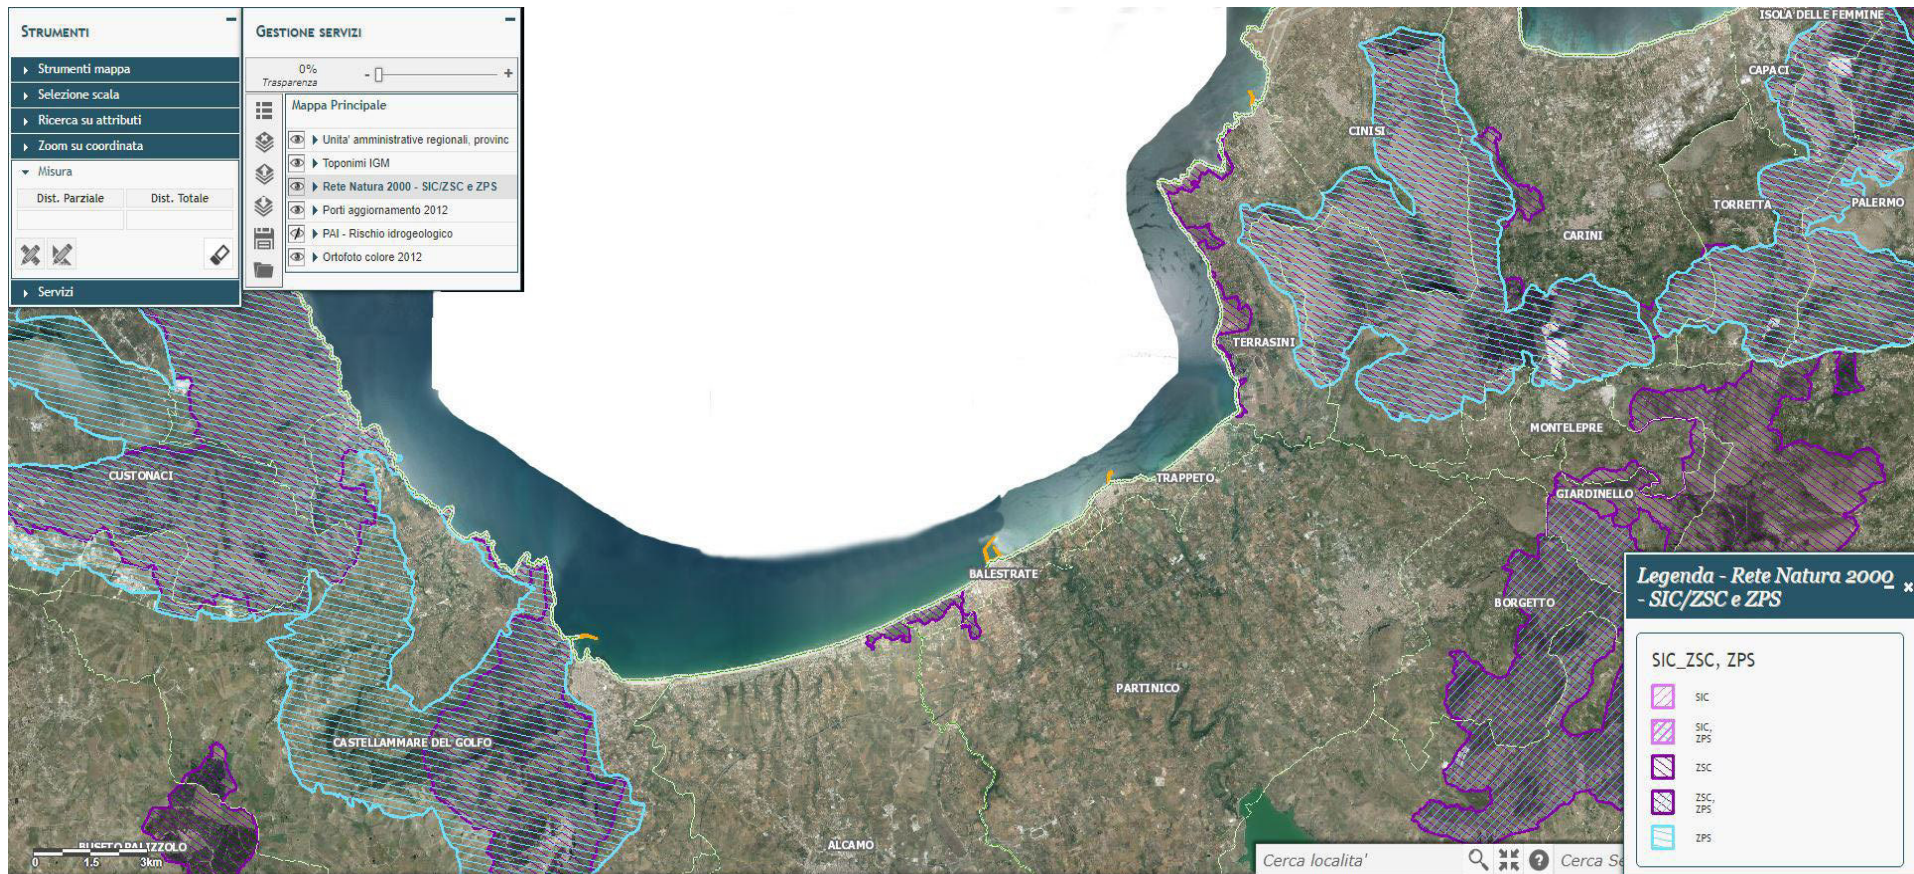 STRUMENTI
Strumenti mappa
Selezione scala
Ricerca su attributi
Zoom su coordinata
Misura
Dist. Parziale Dist. Totale
Servizi
GESTIONE SERVIZI
0%
Trasparenza
- +
Mappa Principale
Unita' amministrative regionali, provinc
Toponimi IGM
Rete Natura 2000 - SIC/ZSC e ZPS
Porti aggiornamento 2012
PAI - Rischio idrogeologico
Ortofoto colore 2012
ISOLA DELLE FEMMINE
CAPACI
CINISI
TORRETTA
PALERMO
CARINI
TERRASINI
MONTELEPRE
CUSTONACI
TRAPPETO
GIARDINELLO
BALESTRATE
BORGETTO
PARTINICO
CASTELLAMMARE DEL GOLFO
ALCAMO
BUSETO PALIZZOLO
0 1.5 3km
Legenda - Rete Natura 2000
- SIC/ZSC e ZPS
SIC_ZSC, ZPS
SIC
SIC,
ZPS
ZSC
ZSC,
ZPS
ZPS
Cerca localita'
? Cerca Se